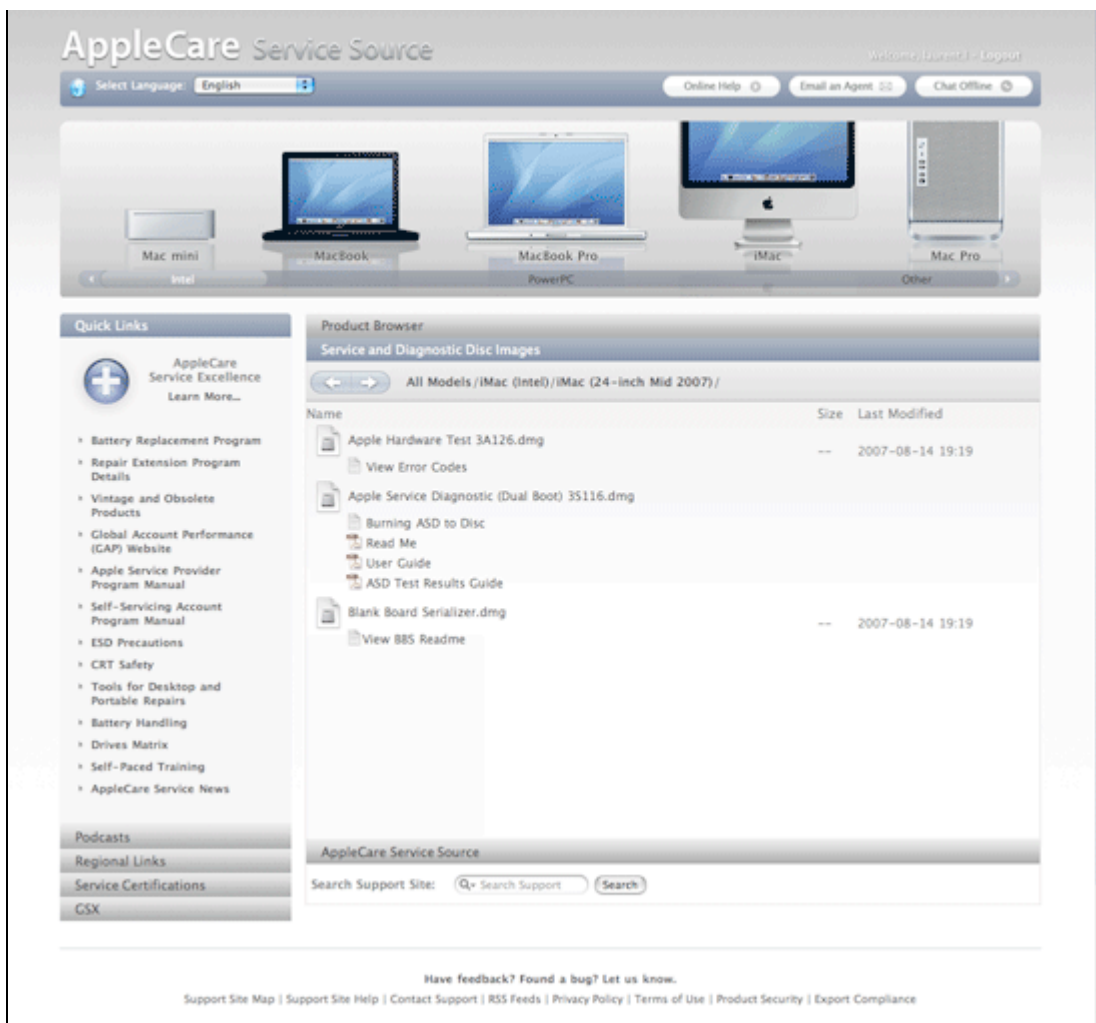 AppleCare Service Source
Welcome, laurent.l - Logout
Select Language: English
Online Help
Email an Agent
Chat Offline
Mac mini
MacBook
MacBook Pro
iMac
Mac Pro
Intel
PowerPC
Other
Quick Links
AppleCare
Service Excellence
Learn More...
Battery Replacement Program
Repair Extension Program
Details
Vintage and Obsolete
Products
Global Account Performance
(GAP) Website
Apple Service Provider
Program Manual
Self-Servicing Account
Program Manual
ESD Precautions
CRT Safety
Tools for Desktop and
Portable Repairs
Battery Handling
Drives Matrix
Self-Paced Training
AppleCare Service News
Podcasts
Regional Links
Service Certifications
GSX
Product Browser
Service and Diagnostic Disc Images
All Models/iMac (Intel)/iMac (24-inch Mid 2007)/
Name Size Last Modified
Apple Hardware Test 3A126.dmg -- 2007-08-14 19:19
View Error Codes
Apple Service Diagnostic (Dual Boot) 3S116.dmg
Burning ASD to Disc
Read Me
User Guide
ASD Test Results Guide
Blank Board Serializer.dmg -- 2007-08-14 19:19
View BBS Readme
AppleCare Service Source
Search Support Site: Search Support Search
Have feedback? Found a bug? Let us know.
Support Site Map | Support Site Help | Contact Support | RSS Feeds | Privacy Policy | Terms of Use | Product Security | Export Compliance